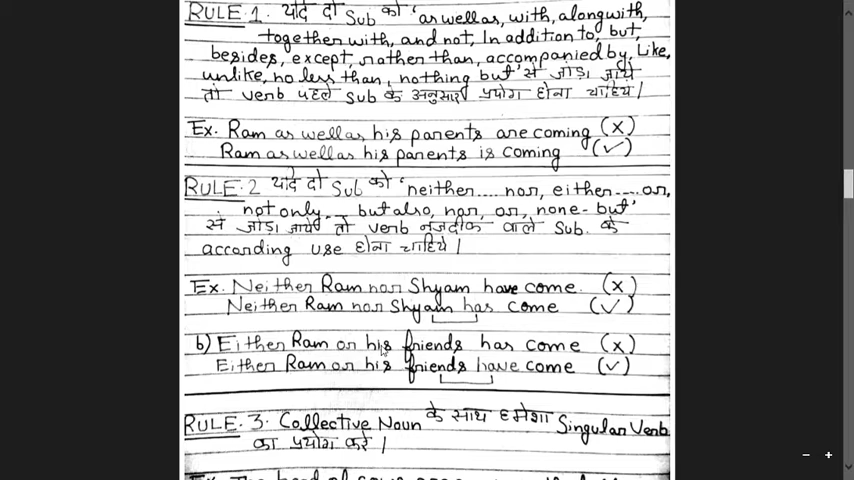 RULE.1. यदि दो Sub को 'as well as, with, along with,
together with, and not, In addition to, but,
besides, except, rather than, accompanied by, Like,
unlike, no less than, nothing but' से जोड़ा जाये
तो verb पहले Sub के अनुसार प्रयोग होना चाहिये।
Ex. Ram as well as his parents are coming (x)
Ram as well as his parents is coming (✓)
RULE.2 यदि दो Sub को 'neither.... nor, either.... or,
not only... but also, nor, or, none-but'
से जोड़ा जाये तो verb नजदीक वाले Sub. के
according use होना चाहिये।
Ex. Neither Ram nor Shyam have come. (x)
Neither Ram nor Shyam has come (✓)
b) Either Ram or his friends has come (x)
Either Ram or his friends have come (✓)
RULE.3. Collective Noun के साथ हमेशा Singular Verb
का प्रयोग करें।